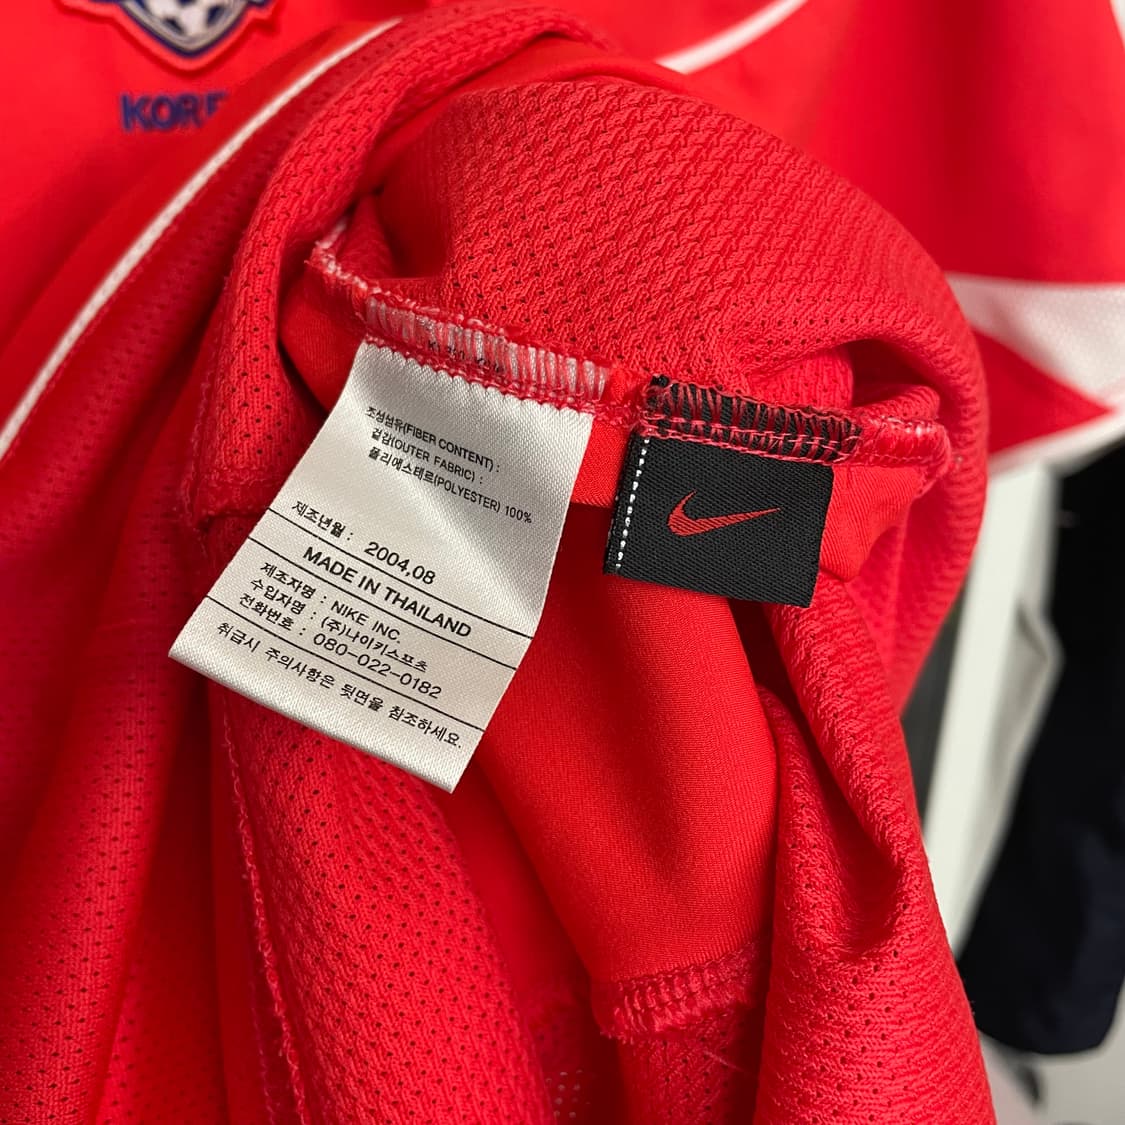 KORE
조성섬유(FIBER CONTENT) :
겉감(OUTER FABRIC) :
폴리에스테르(POLYESTER) 100%
제조년월 : 2004,08
MADE IN THAILAND
제조자명 : NIKE INC.
수입자명 : (주)나이키스포츠
전화번호 : 080-022-0182
취급시 주의사항은 뒷면을 참조하세요.